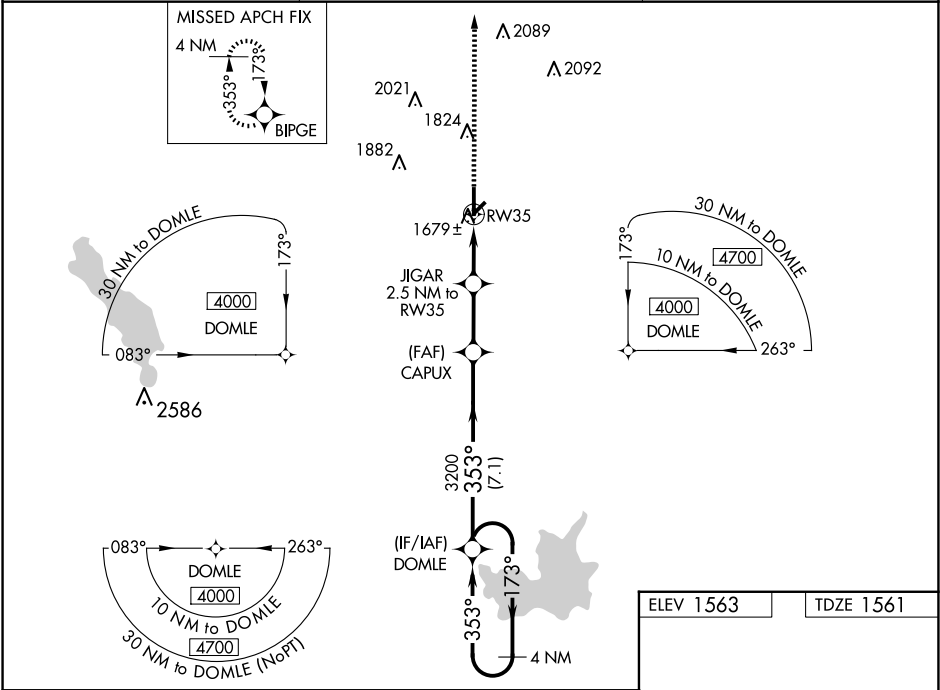 MISSED APCH FIX
4 NM
353°
173°
BIPGE
2089
2092
2021
1824
1882
1679±
RW35
JIGAR
2.5 NM to
RW35
(FAF)
CAPUX
3200
353°
(7.1)
(IF/IAF)
DOMLE
353°
173°
4 NM
30 NM to DOMLE
173°
4000
DOMLE
083°
2586
30 NM to DOMLE
4700
10 NM to DOMLE
173°
4000
DOMLE
263°
083°
263°
DOMLE
4000
10 NM to DOMLE
4700
30 NM to DOMLE (NoPT)
ELEV 1563
TDZE 1561